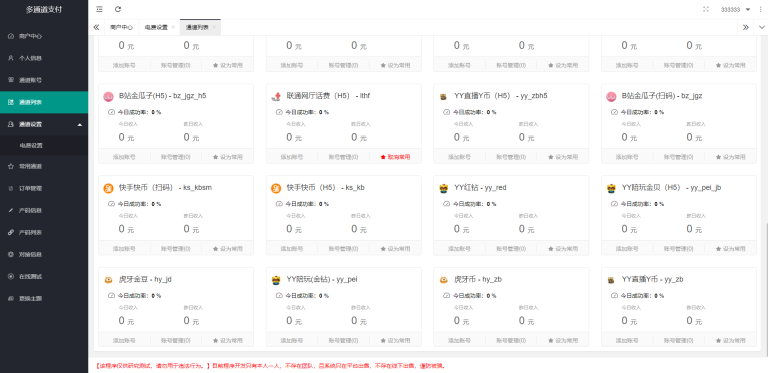 多通道支付
333333
商户中心 电费设置 通道列表
商户中心
个人信息
通道账号
通道列表
通道设置
电费设置
常用通道
订单管理
产码信息
产码列表
对接信息
在线测试
更换主题
0 元 0 元 0 元 0 元 0 元 0 元 0 元 0 元
添加账号 账号管理(0) 设为常用 添加账号 账号管理(0) 设为常用 添加账号 账号管理(0) 设为常用 添加账号 账号管理(0) 设为常用
B站金瓜子(H5) - bz_jgz_h5 联通网厅话费（H5） - lthf YY直播Y币（H5） - yy_zbh5 B站金瓜子(扫码) - bz_jgz
今日成功率：0 % 今日成功率：0 % 今日成功率：0 % 今日成功率：0 %
今日收入 昨日收入 今日收入 昨日收入 今日收入 昨日收入 今日收入 昨日收入
0 元 0 元 0 元 0 元 0 元 0 元 0 元 0 元
添加账号 账号管理(0) 设为常用 添加账号 账号管理(0) 取消常用 添加账号 账号管理(0) 设为常用 添加账号 账号管理(0) 设为常用
快手快币（扫码） - ks_kbsm 快手快币（H5） - ks_kb YY红钻 - yy_red YY陪玩金贝（H5） - yy_pei_jb
今日成功率：0 % 今日成功率：0 % 今日成功率：0 % 今日成功率：0 %
今日收入 昨日收入 今日收入 昨日收入 今日收入 昨日收入 今日收入 昨日收入
0 元 0 元 0 元 0 元 0 元 0 元 0 元 0 元
添加账号 账号管理(0) 设为常用 添加账号 账号管理(0) 设为常用 添加账号 账号管理(0) 设为常用 添加账号 账号管理(0) 设为常用
虎牙金豆 - hy_jd YY陪玩(金钻) - yy_pei 虎牙币 - hy_zb YY直播Y币 - yy_zb
今日成功率：0 % 今日成功率：0 % 今日成功率：0 % 今日成功率：0 %
今日收入 昨日收入 今日收入 昨日收入 今日收入 昨日收入 今日收入 昨日收入
0 元 0 元 0 元 0 元 0 元 0 元 0 元 0 元
添加账号 账号管理(0) 设为常用 添加账号 账号管理(0) 设为常用 添加账号 账号管理(0) 设为常用 添加账号 账号管理(0) 设为常用
【该程序仅供研究测试，请勿用于违法行为。】目前程序开发只有本人一人，不存在团队，且系统只在平台出售，不存在线下出售，谨防被骗。